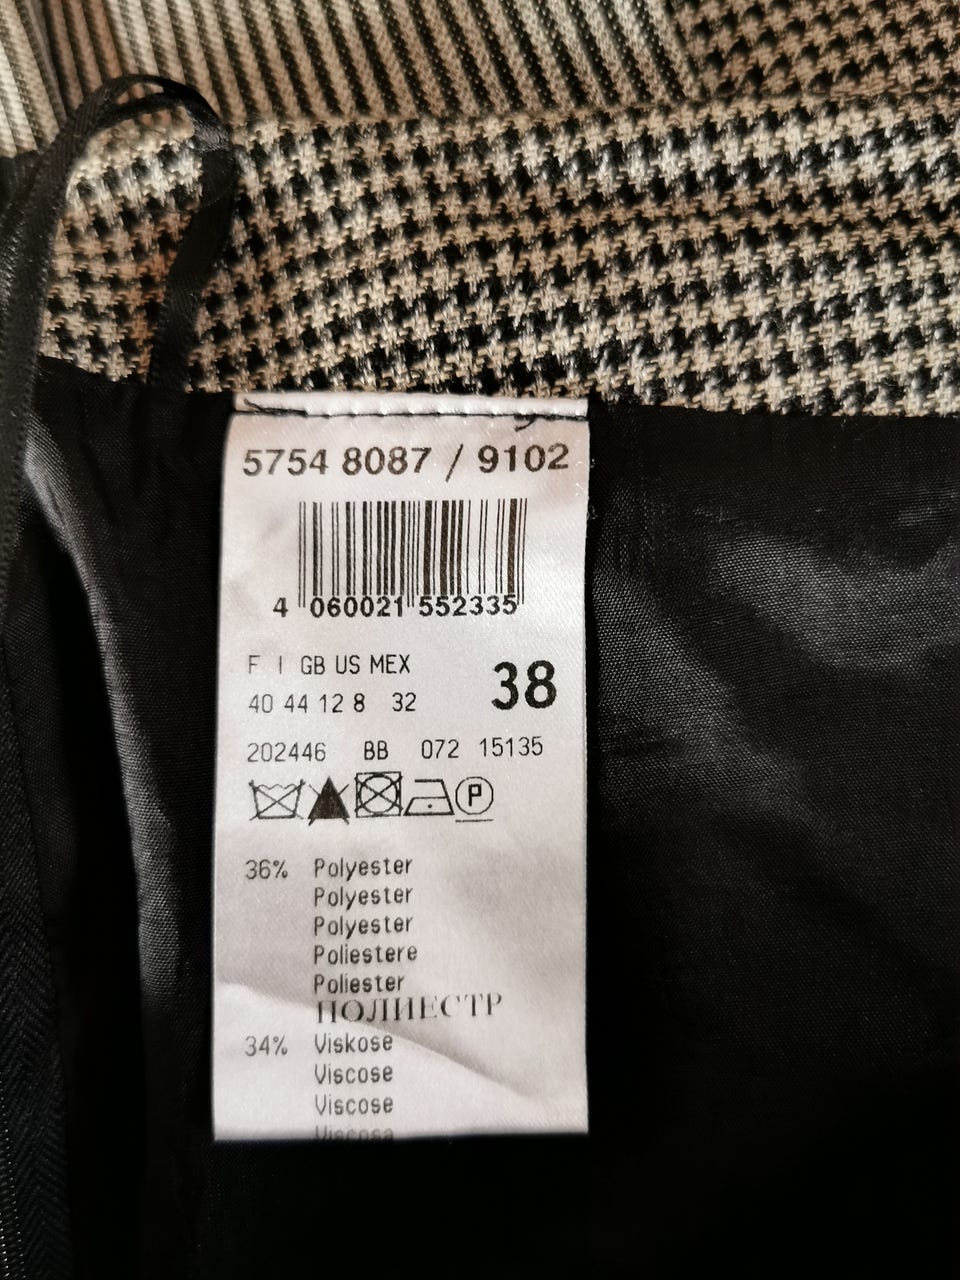 5754 8087 / 9102
4 060021 552335
F I GB US MEX
40 44 12 8 32
38
202446 BB 072 15135
P
36% Polyester
Polyester
Polyester
Poliestere
Poliester
ПОЛИЕСТР
34% Viskose
Viscose
Viscose
Viscosa